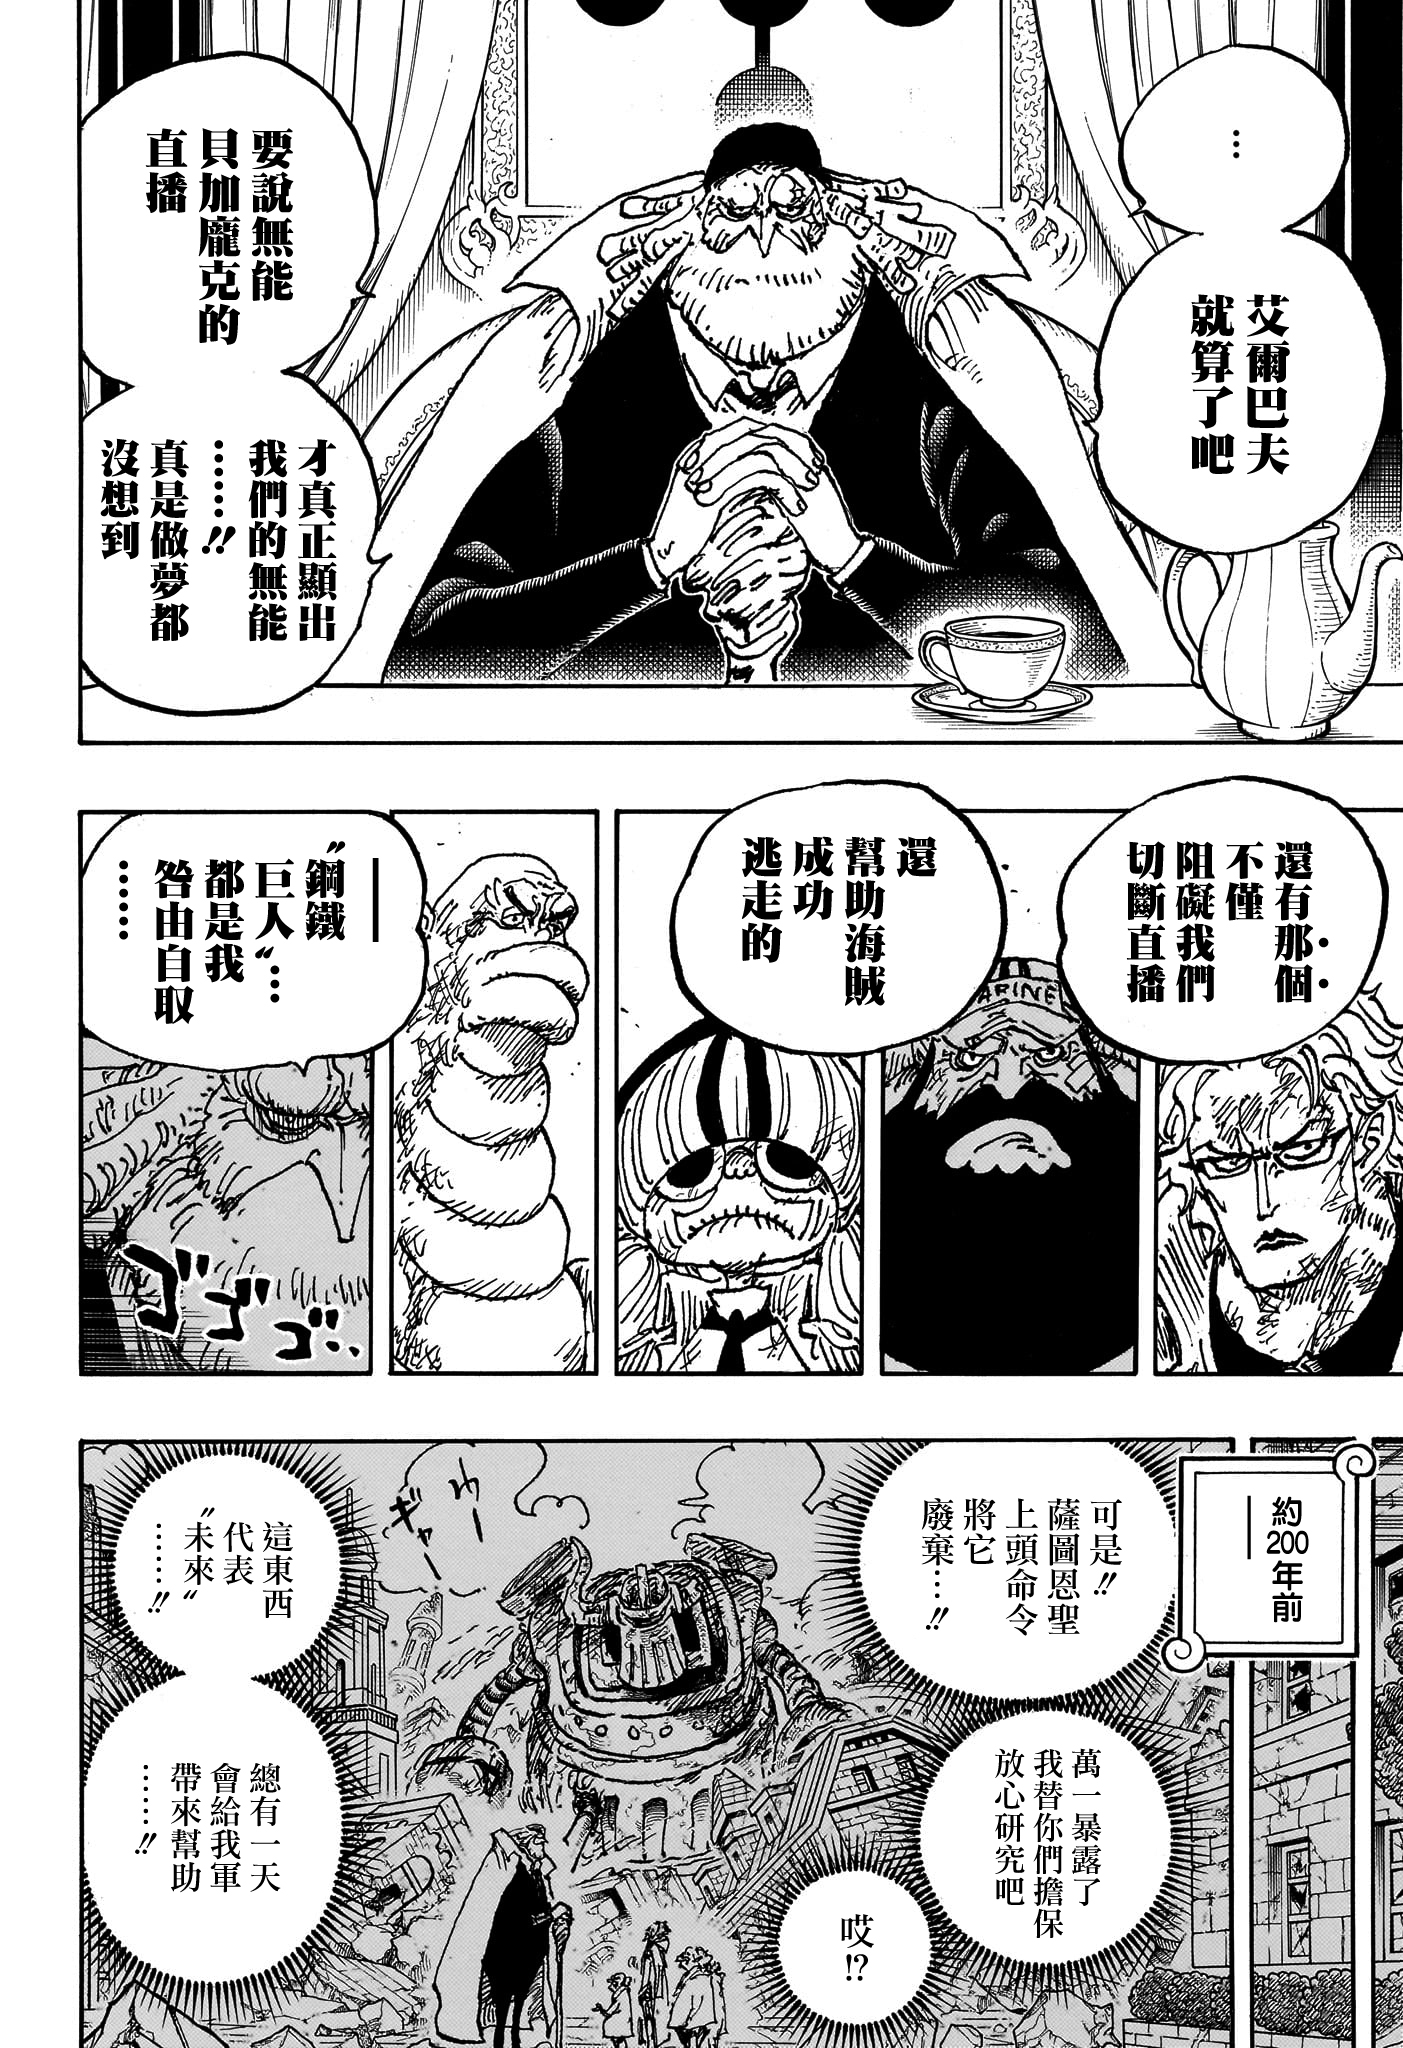 …
艾爾巴夫
就算了吧
要說無能
貝加龐克的
直播
才真正顯出
我們的無能
……!!
真是做夢都
沒想到
還有那個
不僅
阻礙我們
切斷直播
還
幫助海賊
成功
逃走的
MARINE
——
“鋼鐵
巨人”…
都是我
咎由自取
……
ゴゴゴ…
約200年前
——
可是!!
薩圖恩聖
上頭命令
將它
廢棄…!!
萬一暴露了
我替你們擔保
放心研究吧
哎!?
ギャー
わー
這東西
代表
“未來”
……!!
總有一天
會給我軍
帶來幫助
……!!